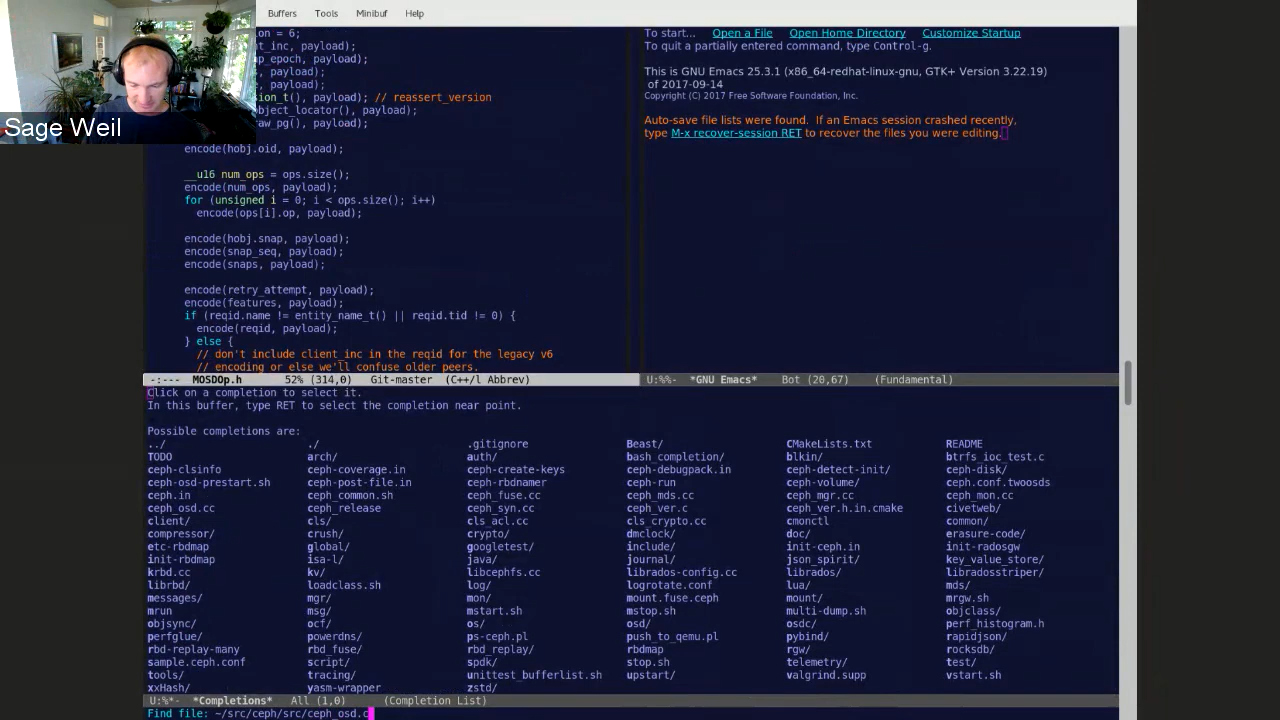 Buffers Tools Minibuf Help
Sage Weil
on = 6;
t_inc, payload);
ap_epoch, payload);
, payload);
, payload);
sion_t(), payload); // reassert_version
object_locator(), payload);
raw_pg(), payload);
encode(hobj.oid, payload);
__u16 num_ops = ops.size();
encode(num_ops, payload);
for (unsigned i = 0; i < ops.size(); i++)
encode(ops[i].op, payload);
encode(hobj.snap, payload);
encode(snap_seq, payload);
encode(snaps, payload);
encode(retry_attempt, payload);
encode(features, payload);
if (reqid.name != entity_name_t() || reqid.tid != 0) {
encode(reqid, payload);
} else {
// don't include client_inc in the reqid for the legacy v6
// encoding or else we'll confuse older peers.
-:--- MOSDOp.h 52% (314,0) Git-master (C++/l Abbrev)
To start... Open a File Open Home Directory Customize Startup
To quit a partially entered command, type Control-g.
This is GNU Emacs 25.3.1 (x86_64-redhat-linux-gnu, GTK+ Version 3.22.19)
of 2017-09-14
Copyright (C) 2017 Free Software Foundation, Inc.
Auto-save file lists were found. If an Emacs session crashed recently,
type M-x recover-session RET to recover the files you were editing.
U:%%- *GNU Emacs* Bot (20,67) (Fundamental)
Click on a completion to select it.
In this buffer, type RET to select the completion near point.
Possible completions are:
../ ./ .gitignore Beast/ CMakeLists.txt README
TODO arch/ auth/ bash_completion/ blkin/ btrfs_ioc_test.c
ceph-clsinfo ceph-coverage.in ceph-create-keys ceph-debugpack.in ceph-detect-init/ ceph-disk/
ceph-osd-prestart.sh ceph-post-file.in ceph-rbdnamer ceph-run ceph-volume/ ceph.conf.twoosds
ceph.in ceph_common.sh ceph_fuse.cc ceph_mds.cc ceph_mgr.cc ceph_mon.cc
ceph_osd.cc ceph_release ceph_syn.cc ceph_ver.c ceph_ver.h.in.cmake civetweb/
client/ cls/ cls_acl.cc cls_crypto.cc cmonctl common/
compressor/ crush/ crypto/ dmclock/ doc/ erasure-code/
etc-rbdmap global/ googletest/ include/ init-ceph.in init-radosgw
init-rbdmap isa-l/ java/ journal/ json_spirit/ key_value_store/
krbd.cc kv/ libcephfs.cc librados-config.cc librados/ libradosstriper/
librbd/ loadclass.sh log/ logrotate.conf lua/ mds/
messages/ mgr/ mon/ mount.fuse.ceph mount/ mrgw.sh
mrun msg/ mstart.sh mstop.sh multi-dump.sh objclass/
objsync/ ocf/ os/ osd/ osdc/ perf_histogram.h
perfglue/ powerdns/ ps-ceph.pl push_to_qemu.pl pybind/ rapidjson/
rbd-replay-many rbd_fuse/ rbd_replay/ rbdmap rgw/ rocksdb/
sample.ceph.conf script/ spdk/ stop.sh telemetry/ test/
tools/ tracing/ unittest_bufferlist.sh upstart/ valgrind.supp vstart.sh
xxHash/ yasm-wrapper zstd/
U:%*- *Completions* All (1,0) (Completion List)
Find file: ~/src/ceph/src/ceph_osd.c